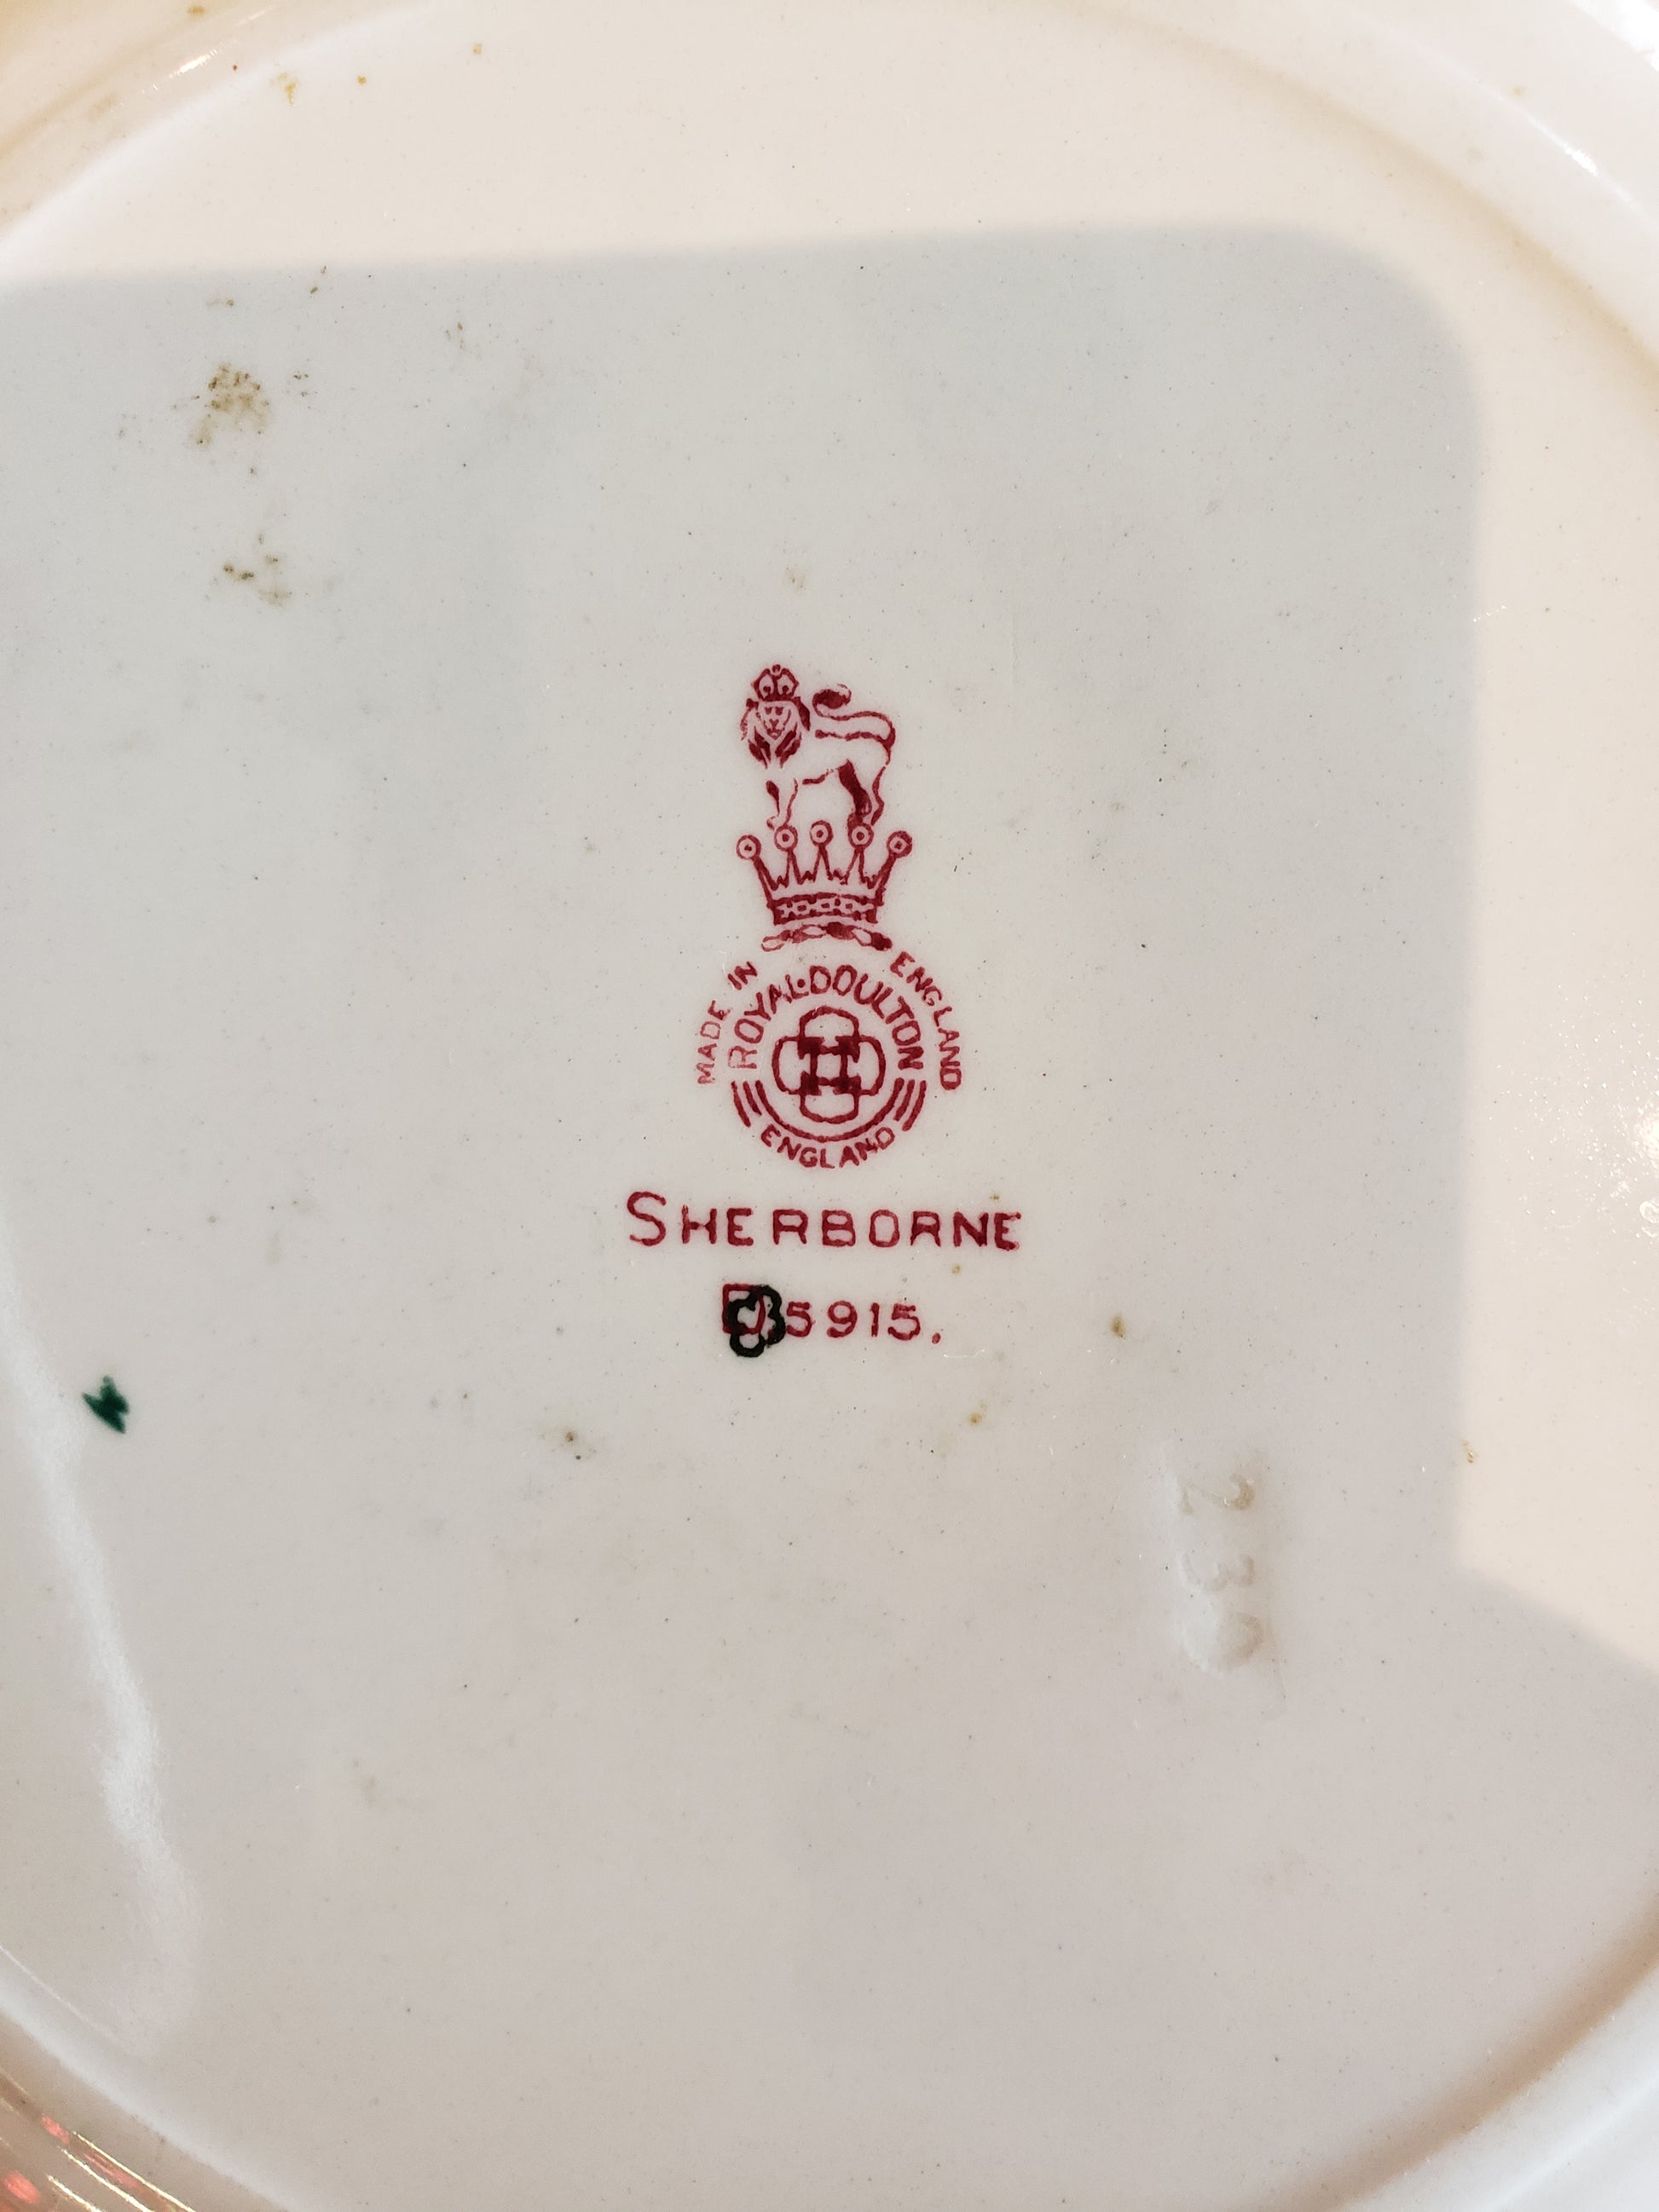 MADE IN ENGLAND
ROYAL·DOULTON
ENGLAND
SHERBORNE
5915.